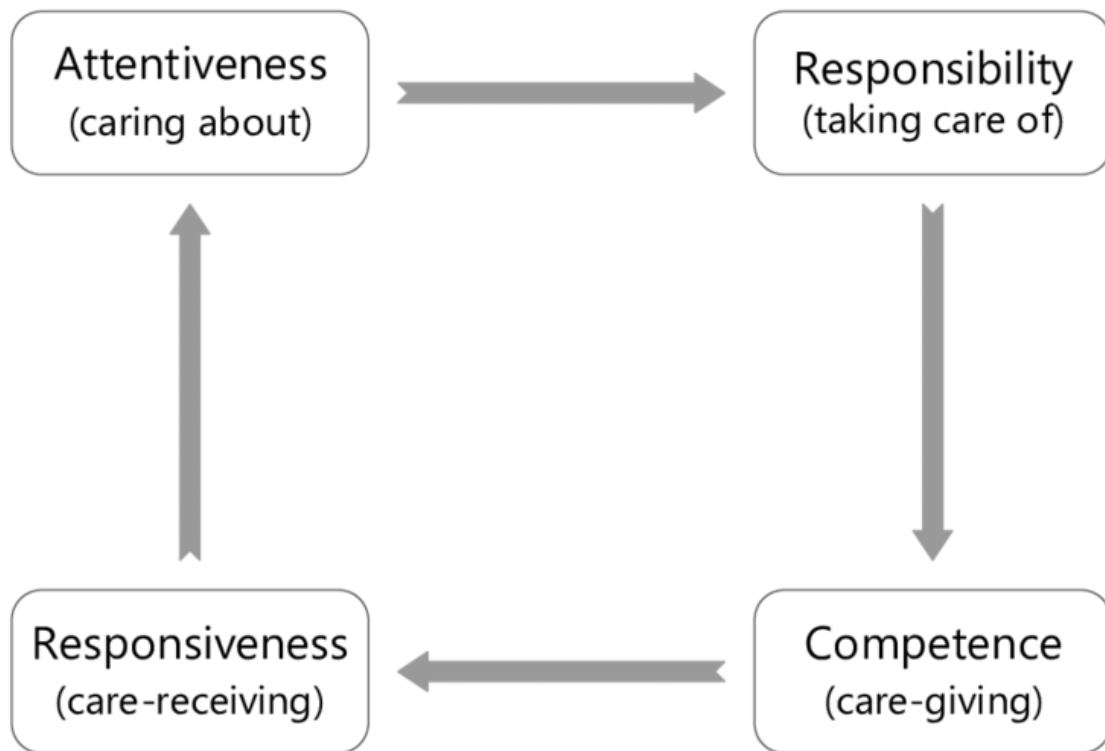 Attentiveness
(caring about)
Responsibility
(taking care of)
Responsiveness
(care-receiving)
Competence
(care-giving)